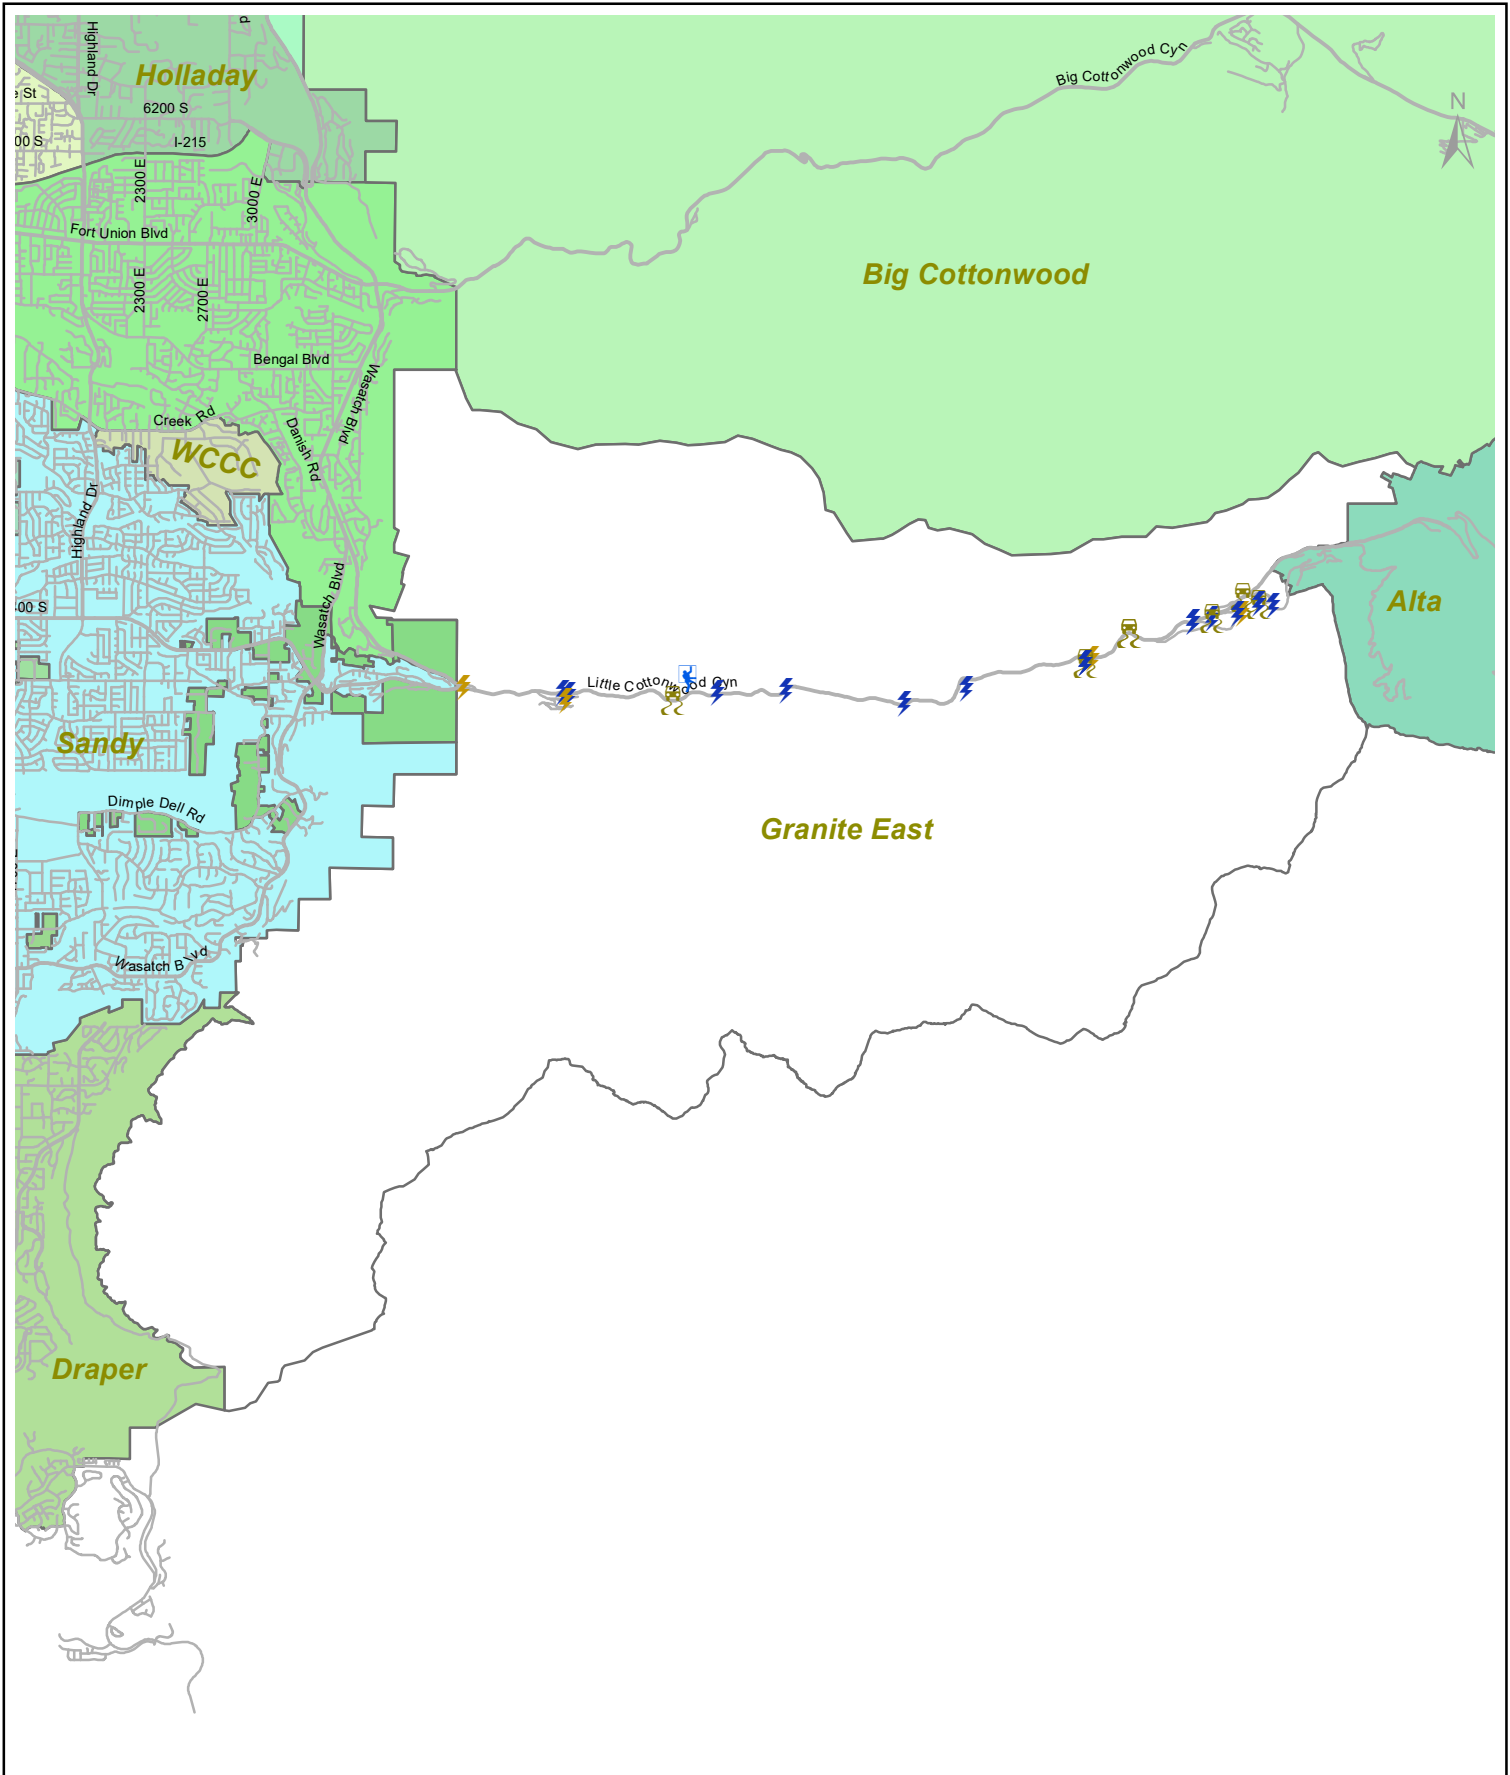 Highland Dr
Holladay
Big Cottonwood Cyn
e St
6200 S
N
00 S
I-215
2300 E
3000 E
Fort Union Blvd
Big Cottonwood
2300 E
2700 E
Bengal Blvd
Wasatch Blvd
Creek Rd
Danish Rd
WCCC
Highland Dr
Wasatch Blvd
Alta
00 S
Little Cottonwood Cyn
Sandy
Dimple Dell Rd
Granite East
Wasatch Blvd
Draper